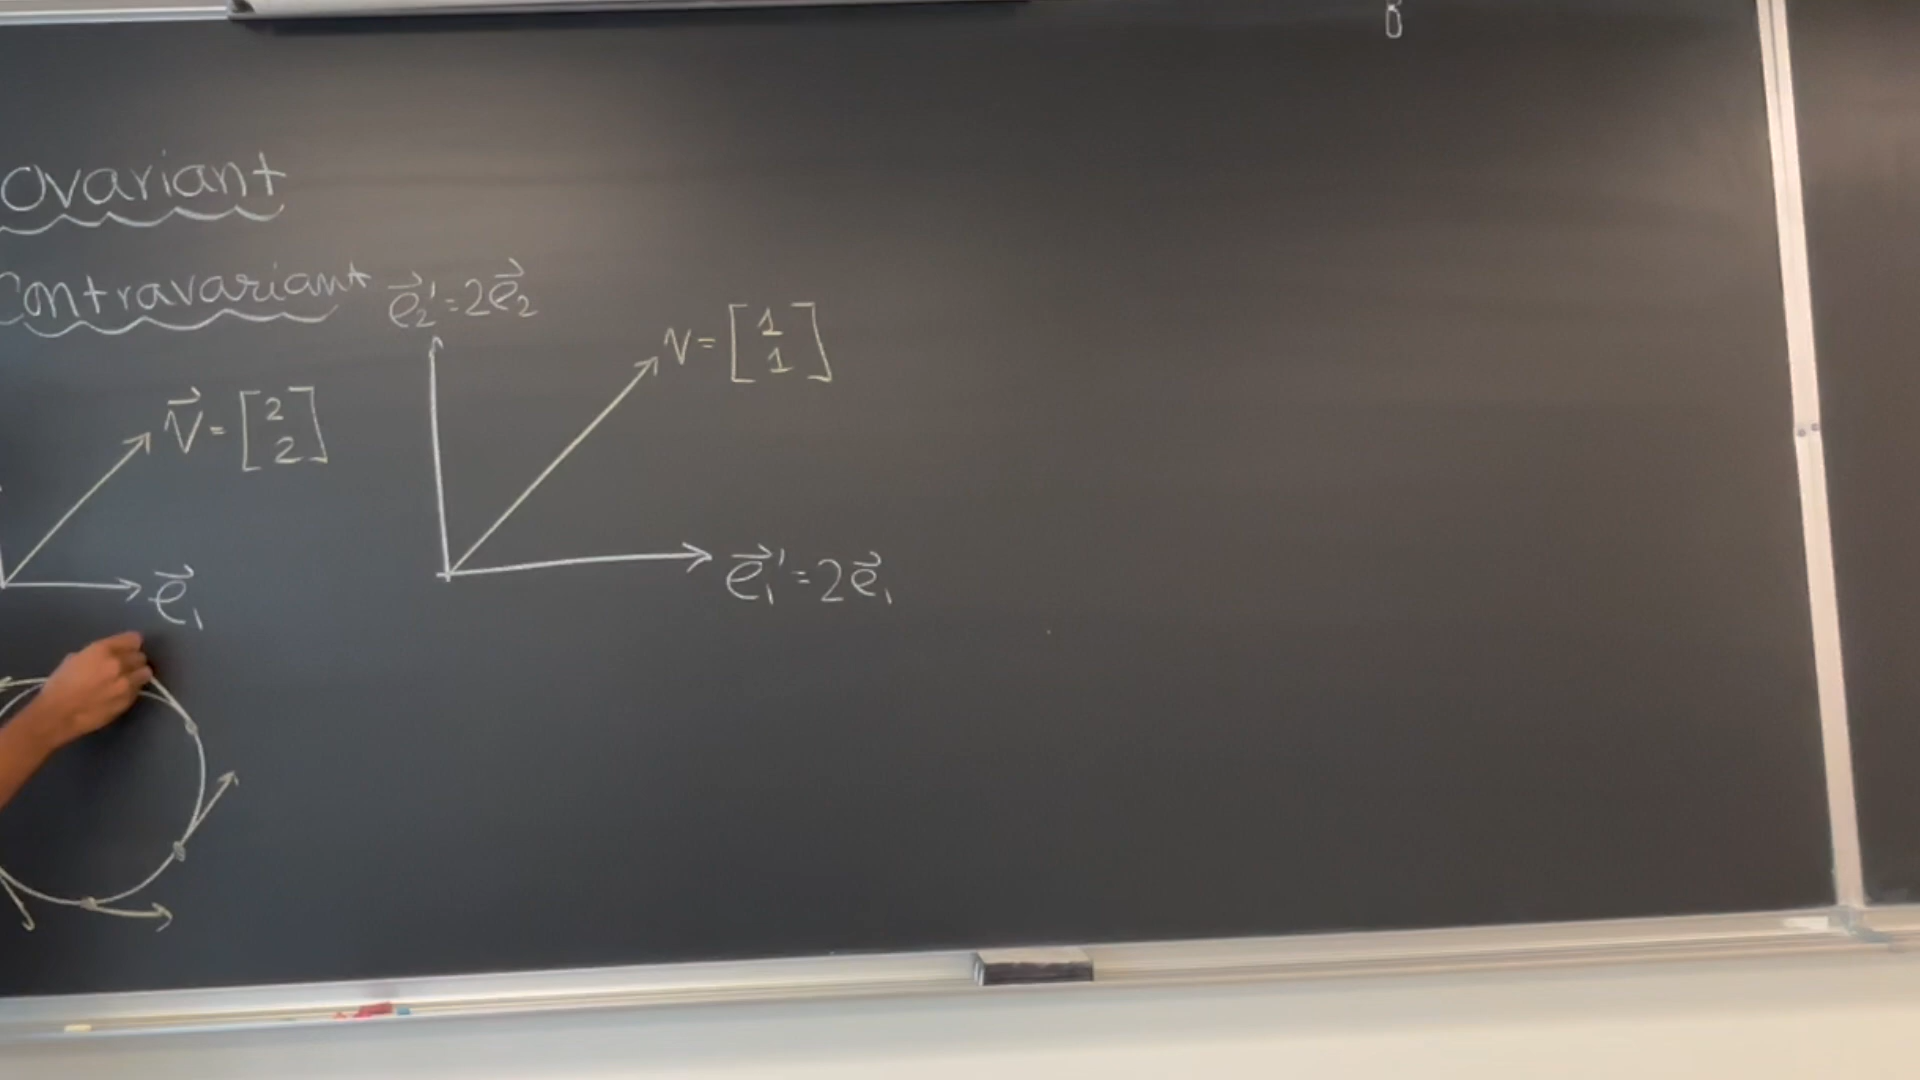 ovariant
Contravariant
e⃗₂' = 2e⃗₂
V = [1 1]
V⃗ = [2 2]
e⃗₁
e⃗₁' = 2e⃗₁